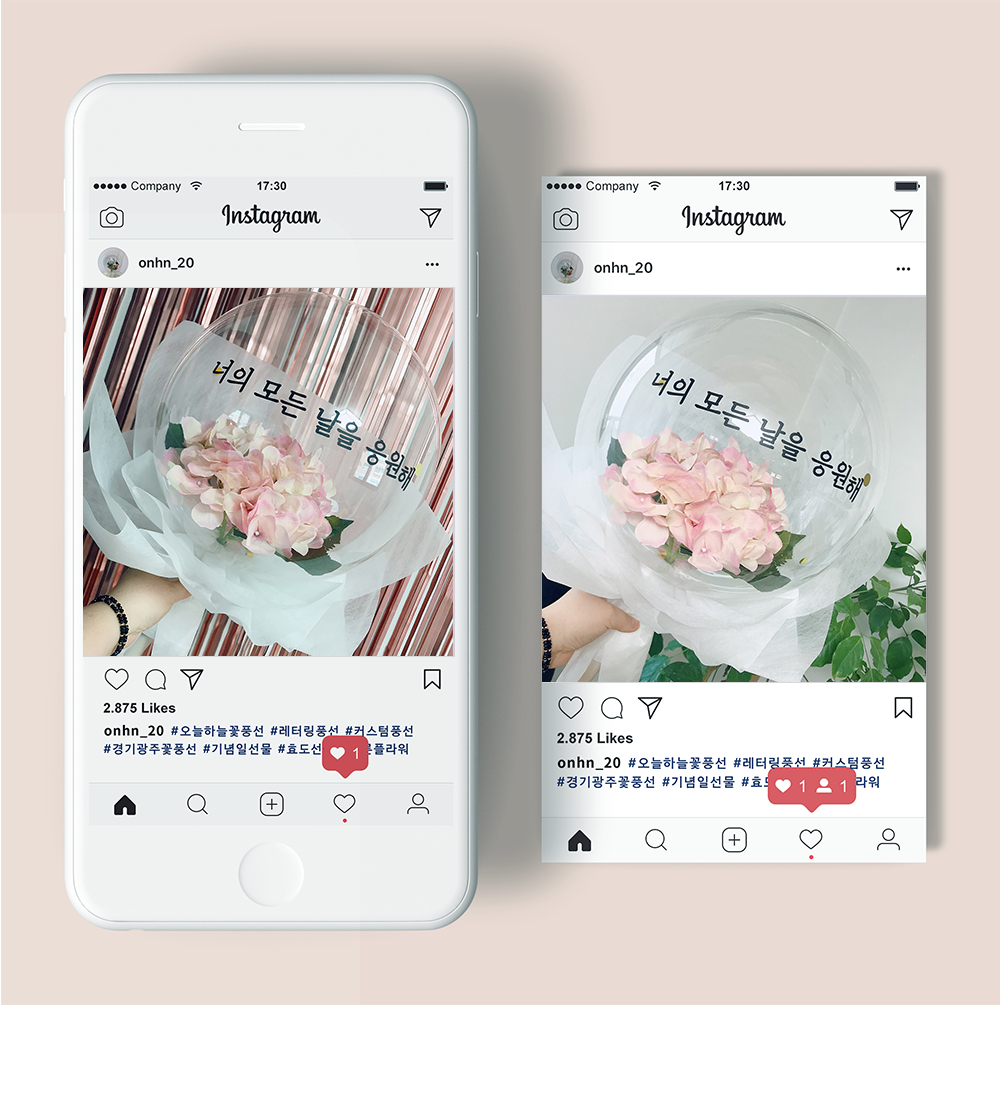 Company 17:30
Instagram
onhn_20
너의 모든 날을 응원해
2.875 Likes
onhn_20 #오늘하늘꽃풍선 #레터링풍선 #커스텀풍선
#경기광주꽃풍선 #기념일선물 #효도선 플라워
1
Company 17:30
Instagram
onhn_20
너의 모든 날을 응원해
2.875 Likes
onhn_20 #오늘하늘꽃풍선 #레터링풍선 #커스텀풍선
#경기광주꽃풍선 #기념일선물 라워
1 1